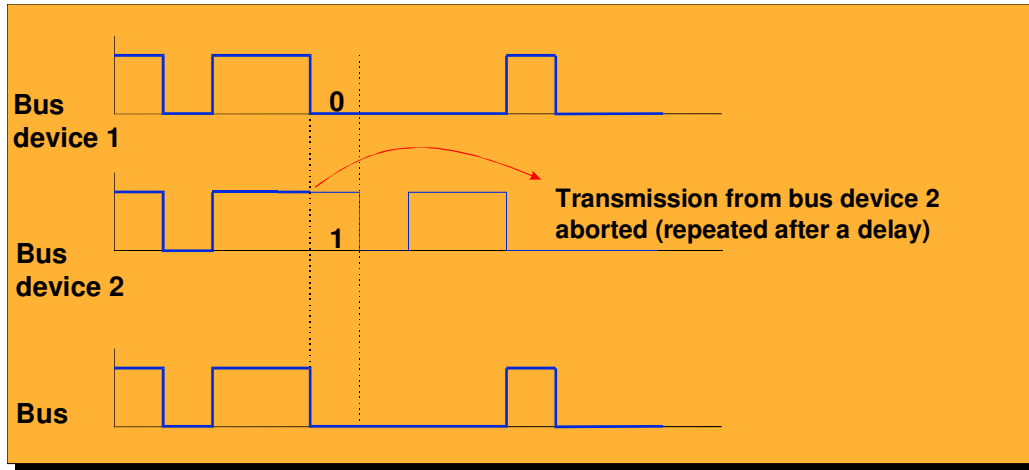 Bus
device 1
0
Transmission from bus device 2
aborted (repeated after a delay)
1
Bus
device 2
Bus